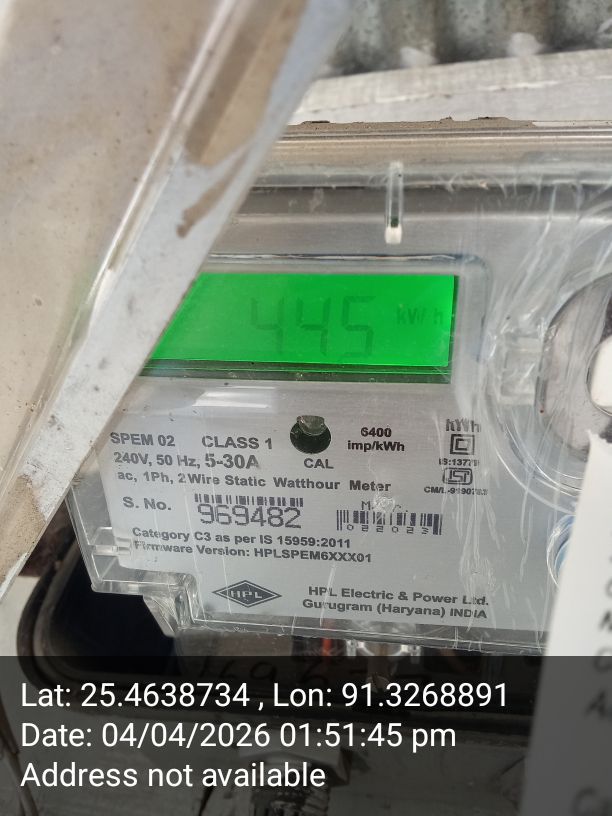 445 kWh
SPEM 02 CLASS 1
6400
imp/kWh
kWh
240V, 50 Hz, 5-30A
CAL
ac, 1Ph, 2 Wire Static Watthour Meter
S. No.
969482
022023
Category C3 as per IS 15959:2011
Firmware Version: HPLSPEM6XXX01
HPL
HPL Electric & Power Ltd.
Gurugram (Haryana) INDIA
Lat: 25.4638734 , Lon: 91.3268891
Date: 04/04/2026 01:51:45 pm
Address not available